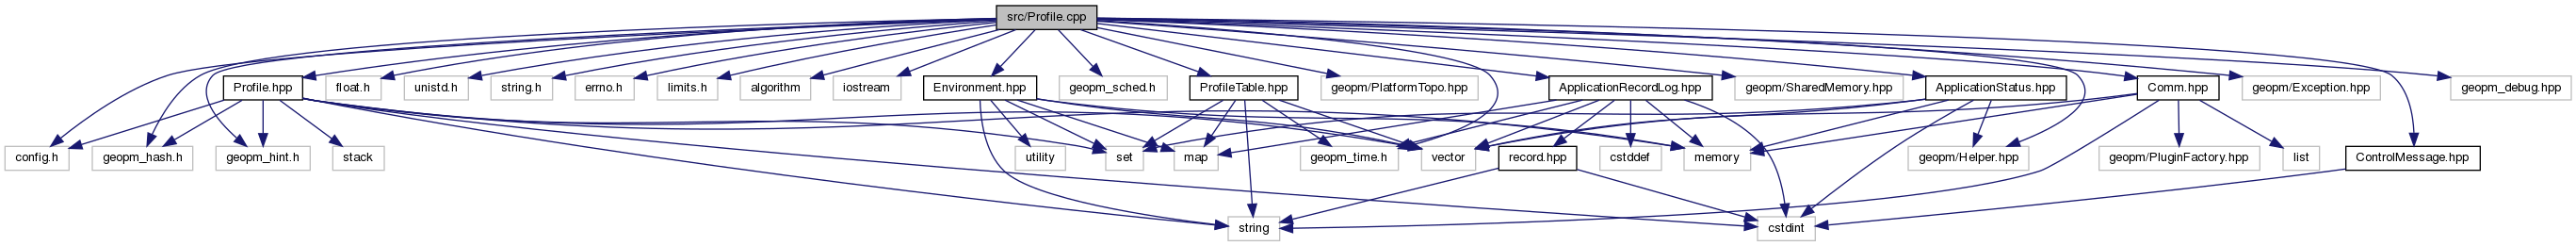 src/Profile.cpp
Profile.hpp
float.h
unistd.h
string.h
errno.h
limits.h
algorithm
iostream
Environment.hpp
geopm_sched.h
ProfileTable.hpp
geopm/PlatformTopo.hpp
ApplicationRecordLog.hpp
geopm/SharedMemory.hpp
ApplicationStatus.hpp
Comm.hpp
geopm/Exception.hpp
geopm_debug.hpp
config.h
geopm_hash.h
geopm_hint.h
stack
set
utility
map
geopm_time.h
vector
record.hpp
cstddef
memory
geopm/Helper.hpp
geopm/PluginFactory.hpp
list
ControlMessage.hpp
string
cstdint